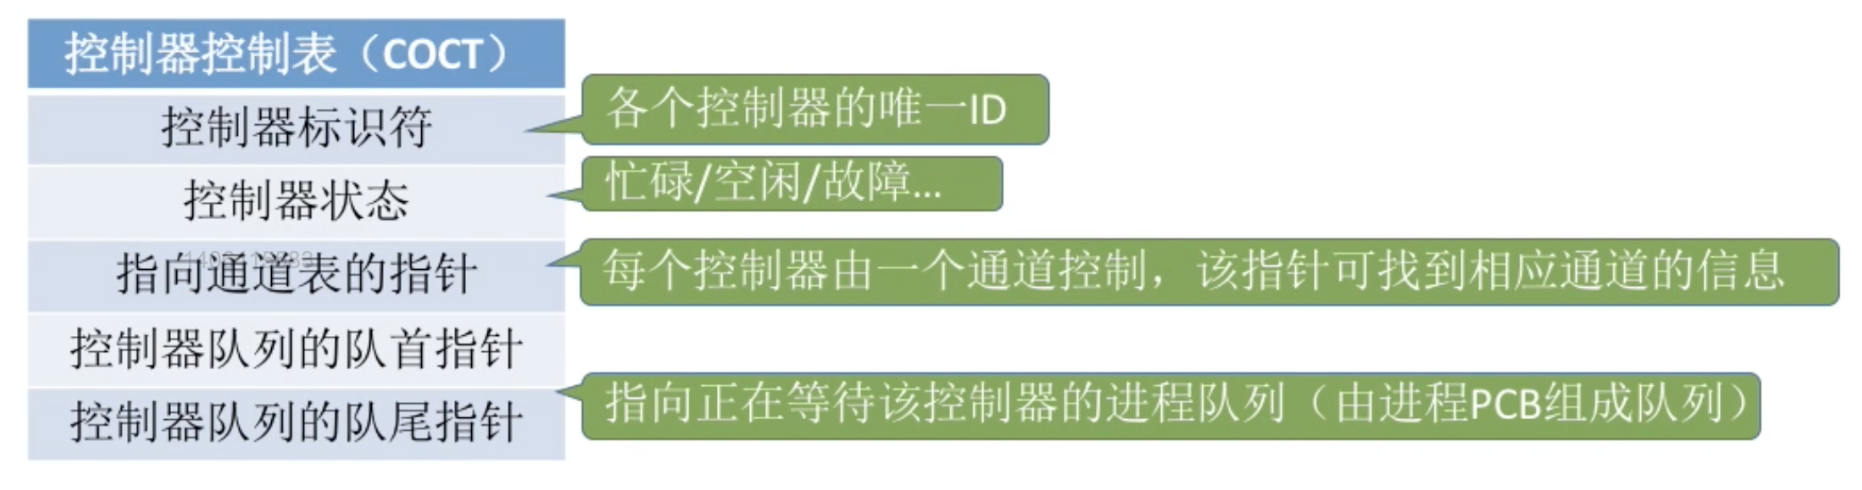 控制器控制表（COCT）
控制器标识符
各个控制器的唯一ID
控制器状态
忙碌/空闲/故障...
指向通道表的指针
每个控制器由一个通道控制，该指针可找到相应通道的信息
控制器队列的队首指针
控制器队列的队尾指针
指向正在等待该控制器的进程队列（由进程PCB组成队列）